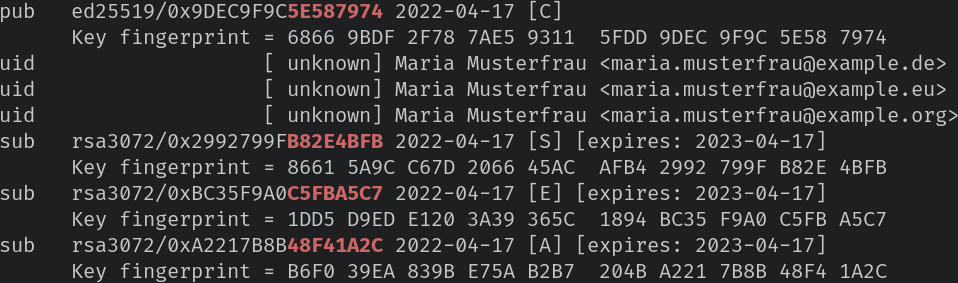 pub ed25519/0x9DEC9F9C5E587974 2022-04-17 [C]
Key fingerprint = 6866 9BDF 2F78 7AE5 9311 5FDD 9DEC 9F9C 5E58 7974
uid [ unknown] Maria Musterfrau <maria.musterfrau@example.de>
uid [ unknown] Maria Musterfrau <maria.musterfrau@example.eu>
uid [ unknown] Maria Musterfrau <maria.musterfrau@example.org>
sub rsa3072/0x2992799FB82E4BFB 2022-04-17 [S] [expires: 2023-04-17]
Key fingerprint = 8661 5A9C C67D 2066 45AC AFB4 2992 799F B82E 4BFB
sub rsa3072/0xBC35F9A0C5FBA5C7 2022-04-17 [E] [expires: 2023-04-17]
Key fingerprint = 1DD5 D9ED E120 3A39 365C 1894 BC35 F9A0 C5FB A5C7
sub rsa3072/0xA2217B8B48F41A2C 2022-04-17 [A] [expires: 2023-04-17]
Key fingerprint = B6F0 39EA 839B E75A B2B7 204B A221 7B8B 48F4 1A2C